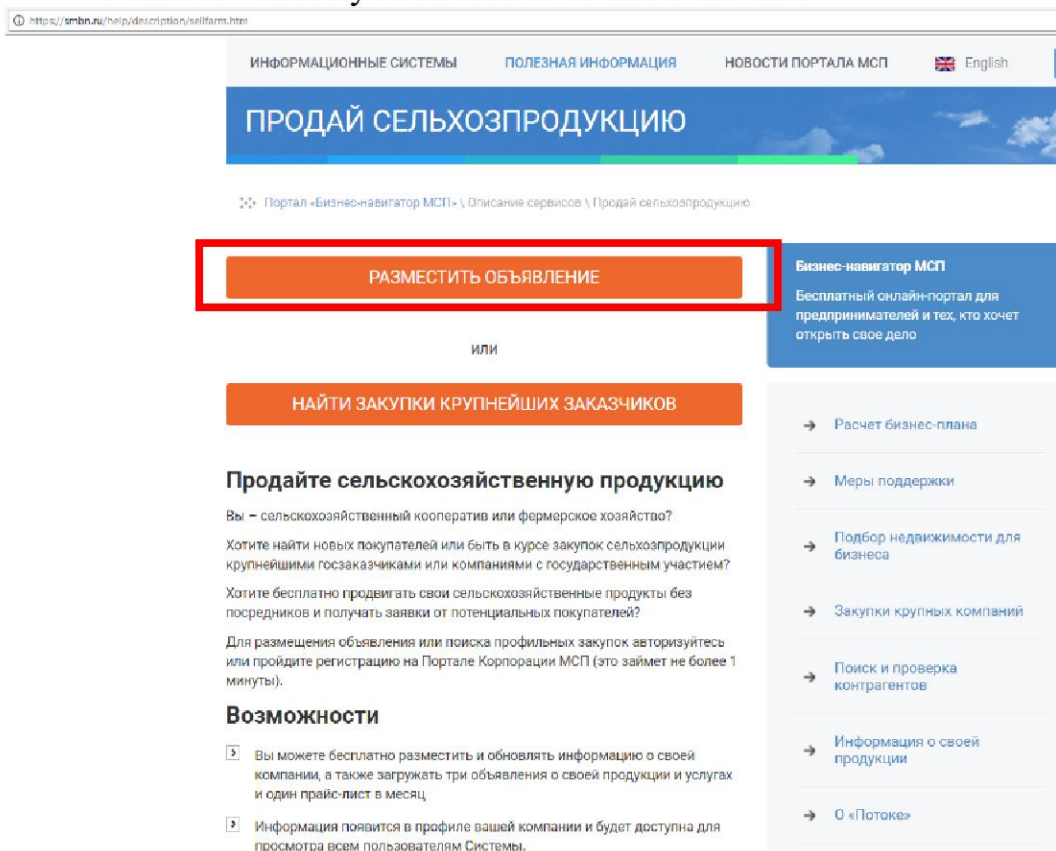 https://smbn.ru/help/description/sellfarm.htm
ИНФОРМАЦИОННЫЕ СИСТЕМЫ ПОЛЕЗНАЯ ИНФОРМАЦИЯ НОВОСТИ ПОРТАЛА МСП English
ПРОДАЙ СЕЛЬХОЗПРОДУКЦИЮ
Портал «Бизнес-навигатор МСП» \ Описание сервисов \ Продай сельхозпродукцию
РАЗМЕСТИТЬ ОБЪЯВЛЕНИЕ
или
НАЙТИ ЗАКУПКИ КРУПНЕЙШИХ ЗАКАЗЧИКОВ
Продайте сельскохозяйственную продукцию
Вы – сельскохозяйственный кооператив или фермерское хозяйство?
Хотите найти новых покупателей или быть в курсе закупок сельхозпродукции
крупнейшими госзаказчиками или компаниями с государственным участием?
Хотите бесплатно продвигать свои сельскохозяйственные продукты без
посредников и получать заявки от потенциальных покупателей?
Для размещения объявления или поиска профильных закупок авторизуйтесь
или пройдите регистрацию на Портале Корпорации МСП (это займет не более 1
минуты).
Возможности
Вы можете бесплатно разместить и обновлять информацию о своей
компании, а также загружать три объявления о своей продукции и услугах
и один прайс-лист в месяц
Информация появится в профиле вашей компании и будет доступна для
просмотра всем пользователям Системы.
Бизнес-навигатор МСП
Бесплатный онлайн-портал для
предпринимателей и тех, кто хочет
открыть свое дело
Расчет бизнес-плана
Меры поддержки
Подбор недвижимости для
бизнеса
Закупки крупных компаний
Поиск и проверка
контрагентов
Информация о своей
продукции
О «Потоке»